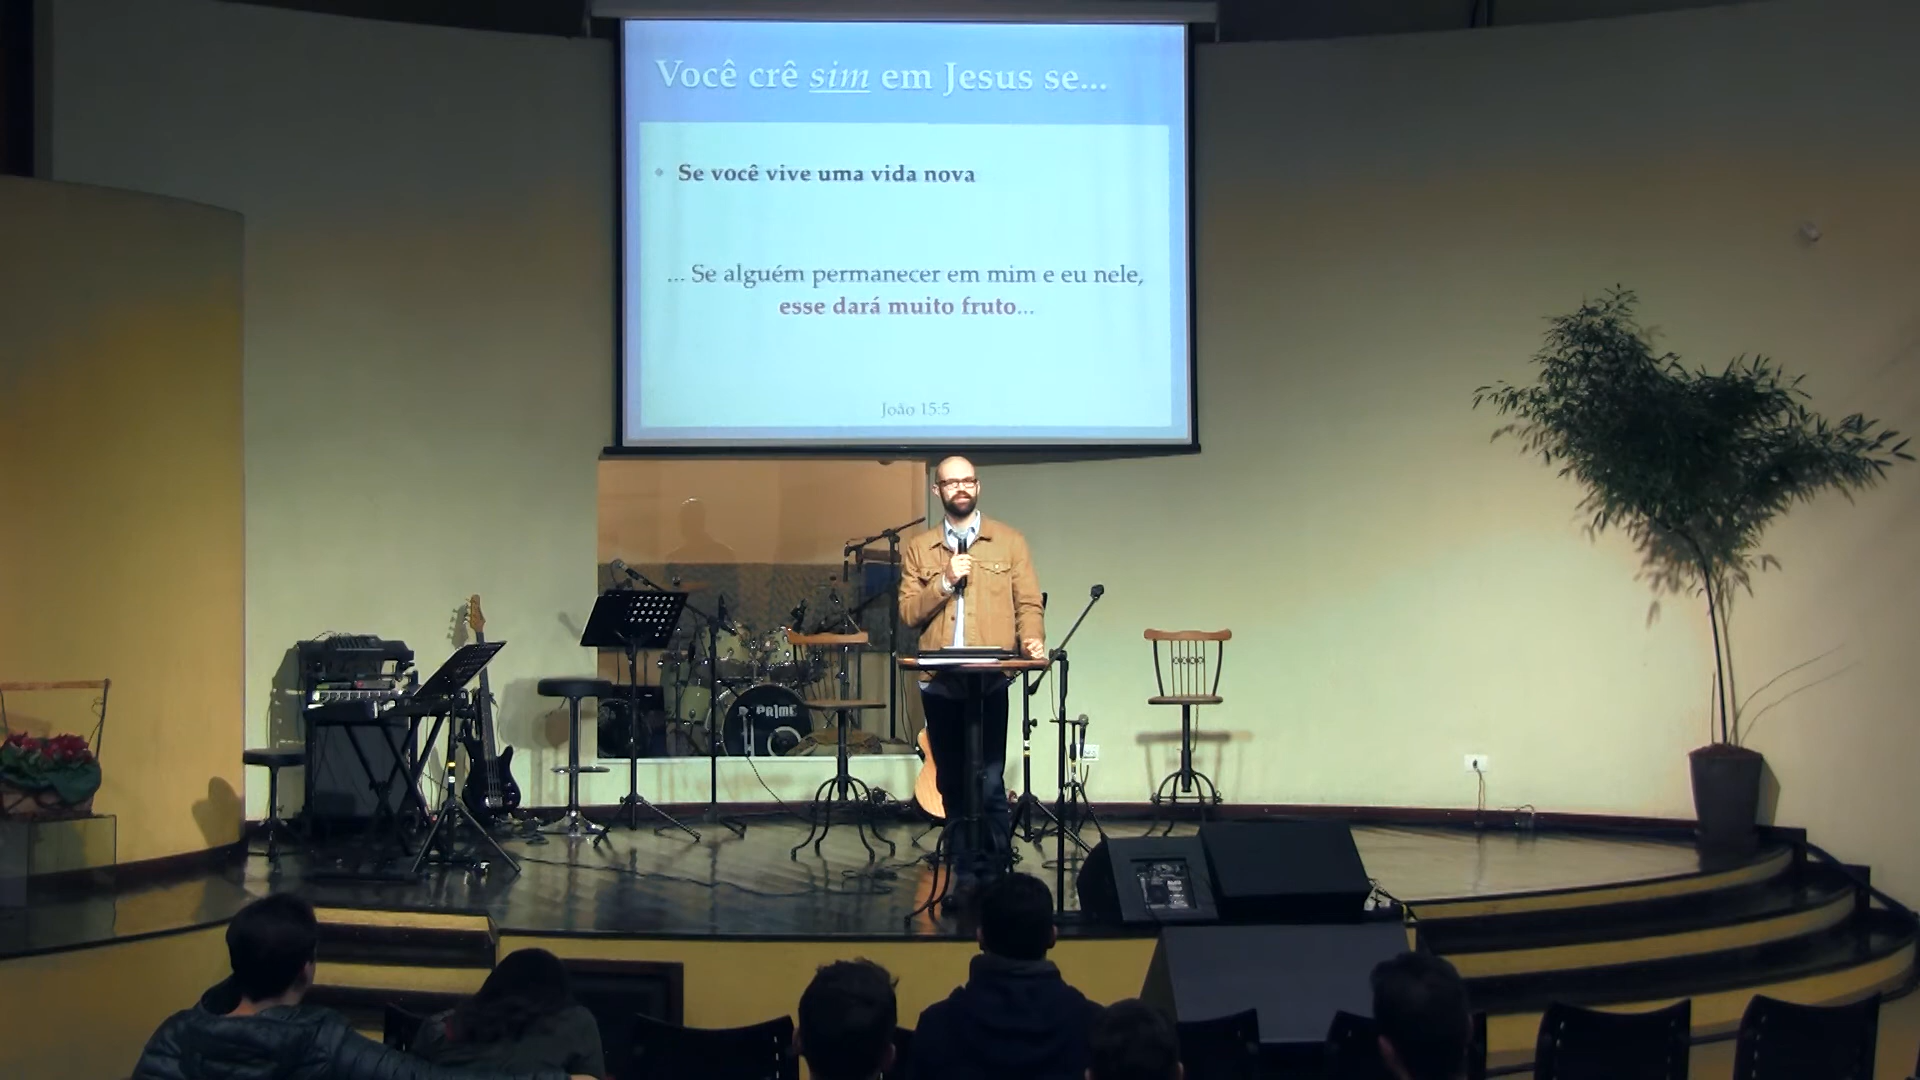 Você crê sim em Jesus se...
Se você vive uma vida nova
... Se alguém permanecer em mim e eu nele,
esse dará muito fruto...
João 15:5